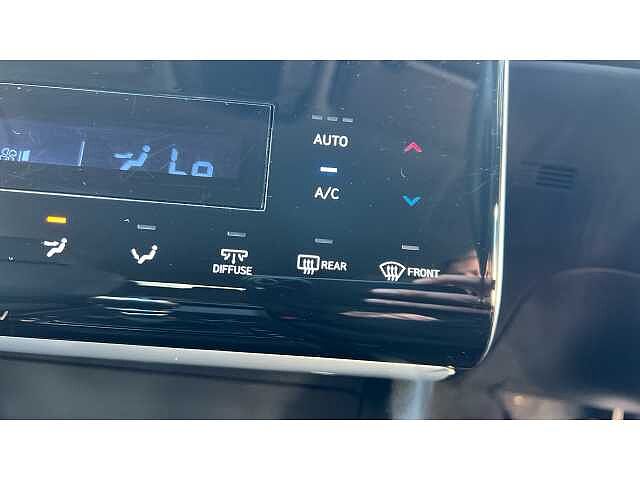 AUTO
Lo
A/C
DIFFUSE
REAR
FRONT